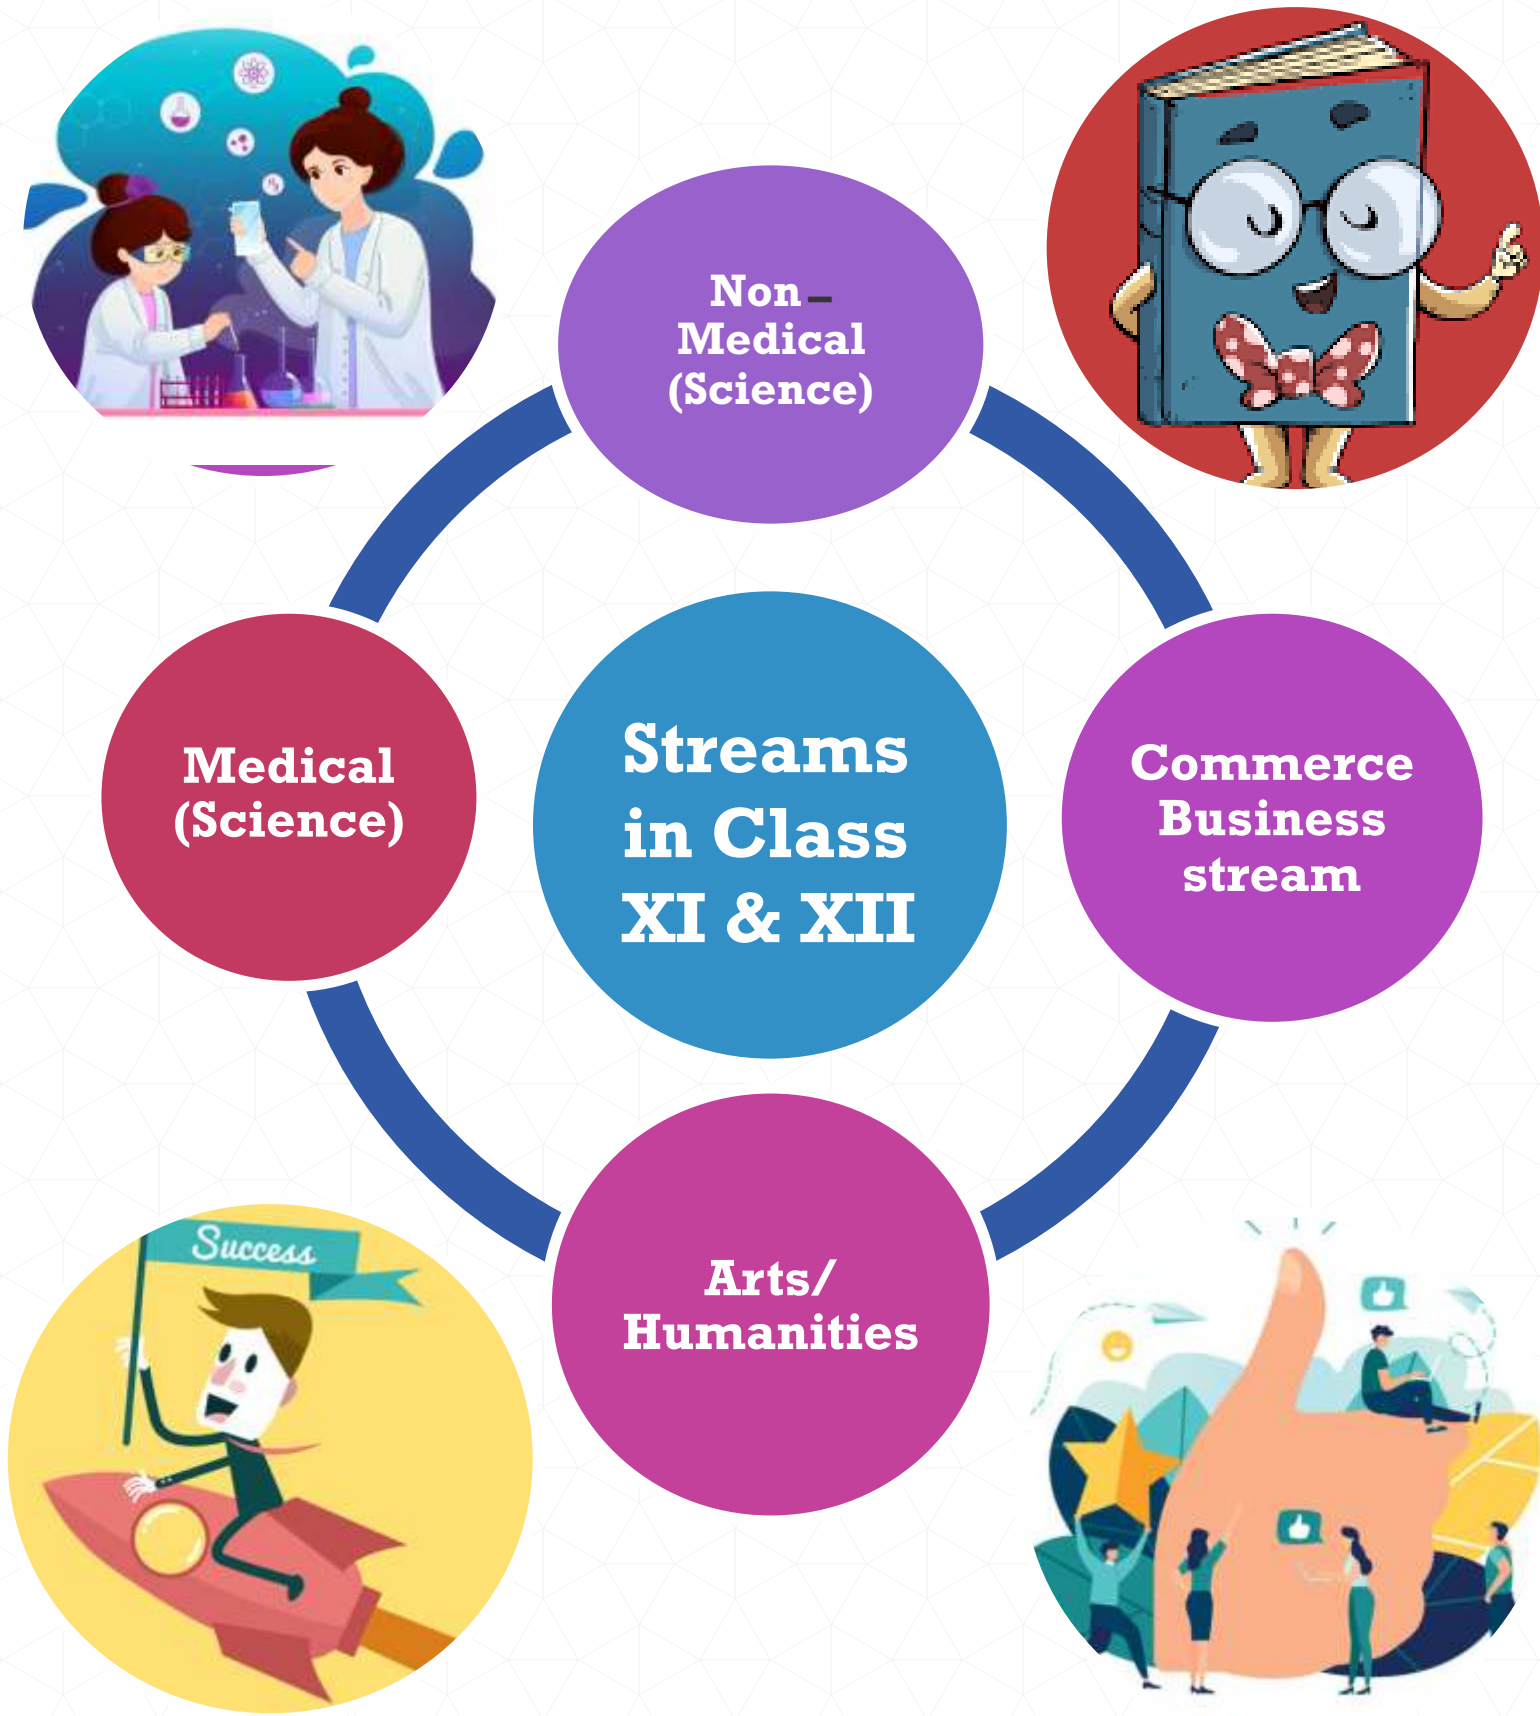 Non–
Medical
(Science)
Medical
(Science)
Streams
in Class
XI & XII
Commerce
Business
stream
Arts/
Humanities
Success